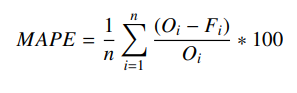 MAPE = \frac{1}{n} \sum_{i=1}^{n} \frac{(O_i - F_i)}{O_i} * 100